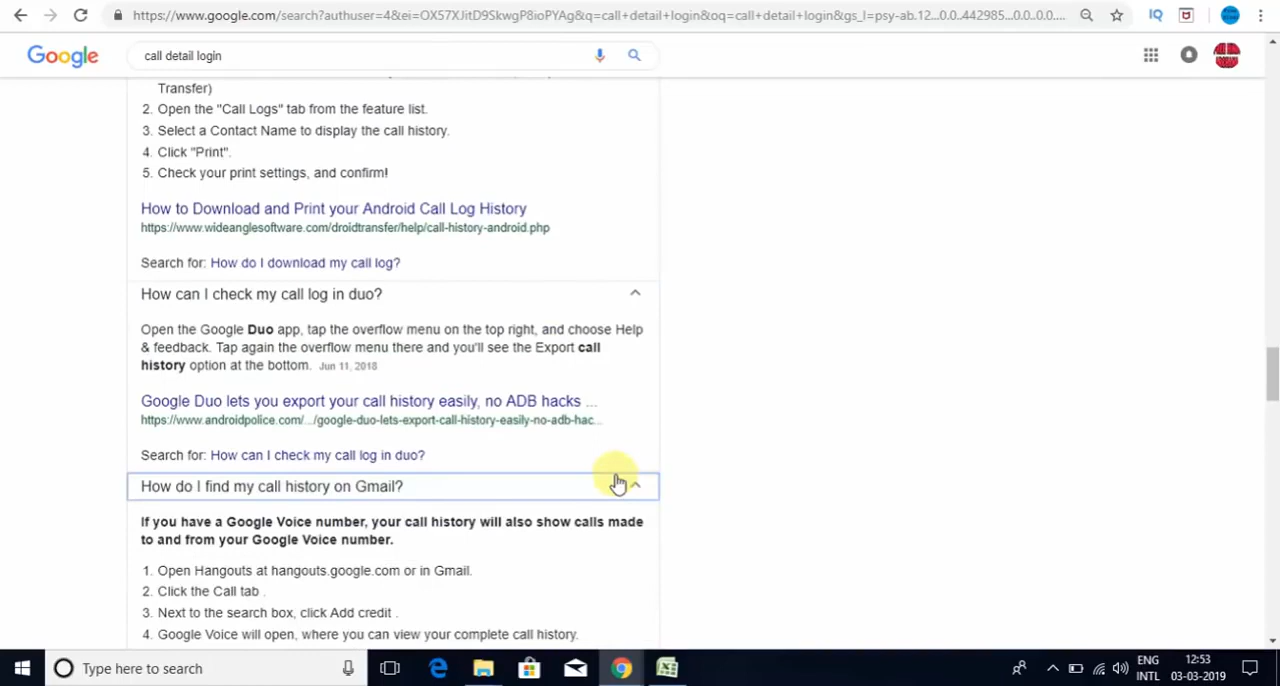 https://www.google.com/search?authuser=4&ei=OX57XJitD9SkwgP8ioPYAg&q=call+detail+login&oq=call+detail+login&gs_l=psy-ab.12...0.0..442985...0.0..0.0....
Google
call detail login
IQ
Transfer)
2. Open the "Call Logs" tab from the feature list.
3. Select a Contact Name to display the call history.
4. Click "Print".
5. Check your print settings, and confirm!
How to Download and Print your Android Call Log History
https://www.wideanglesoftware.com/droidtransfer/help/call-history-android.php
Search for: How do I download my call log?
How can I check my call log in duo?
Open the Google Duo app, tap the overflow menu on the top right, and choose Help
& feedback. Tap again the overflow menu there and you'll see the Export call
history option at the bottom. Jun 11, 2018
Google Duo lets you export your call history easily, no ADB hacks ...
https://www.androidpolice.com/.../google-duo-lets-export-call-history-easily-no-adb-hac...
Search for: How can I check my call log in duo?
How do I find my call history on Gmail?
If you have a Google Voice number, your call history will also show calls made
to and from your Google Voice number.
1. Open Hangouts at hangouts.google.com or in Gmail.
2. Click the Call tab .
3. Next to the search box, click Add credit .
4. Google Voice will open, where you can view your complete call history.
Type here to search
ENG
INTL
12:53
03-03-2019